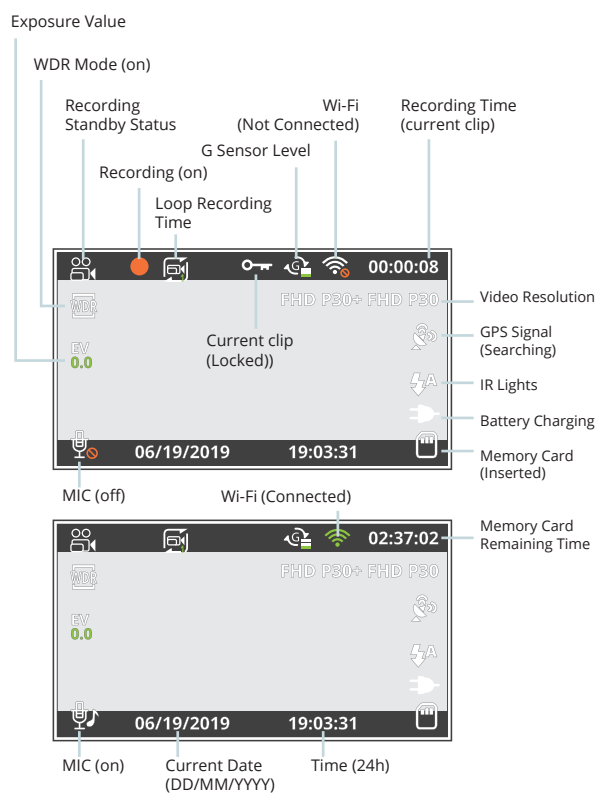 Exposure Value
WDR Mode (on)
Recording
Standby Status
Wi-Fi
(Not Connected)
Recording Time
(current clip)
G Sensor Level
Recording (on)
Loop Recording
Time
00:00:08
WDR
FHD P30+ FHD P30
Video Resolution
EV
0.0
Current clip
(Locked))
GPS Signal
(Searching)
A
IR Lights
Battery Charging
06/19/2019
19:03:31
Memory Card
(Inserted)
MIC (off)
Wi-Fi (Connected)
G
02:37:02
Memory Card
Remaining Time
WDR
FHD P30+ FHD P30
EV
0.0
A
06/19/2019
19:03:31
MIC (on)
Current Date
(DD/MM/YYYY)
Time (24h)